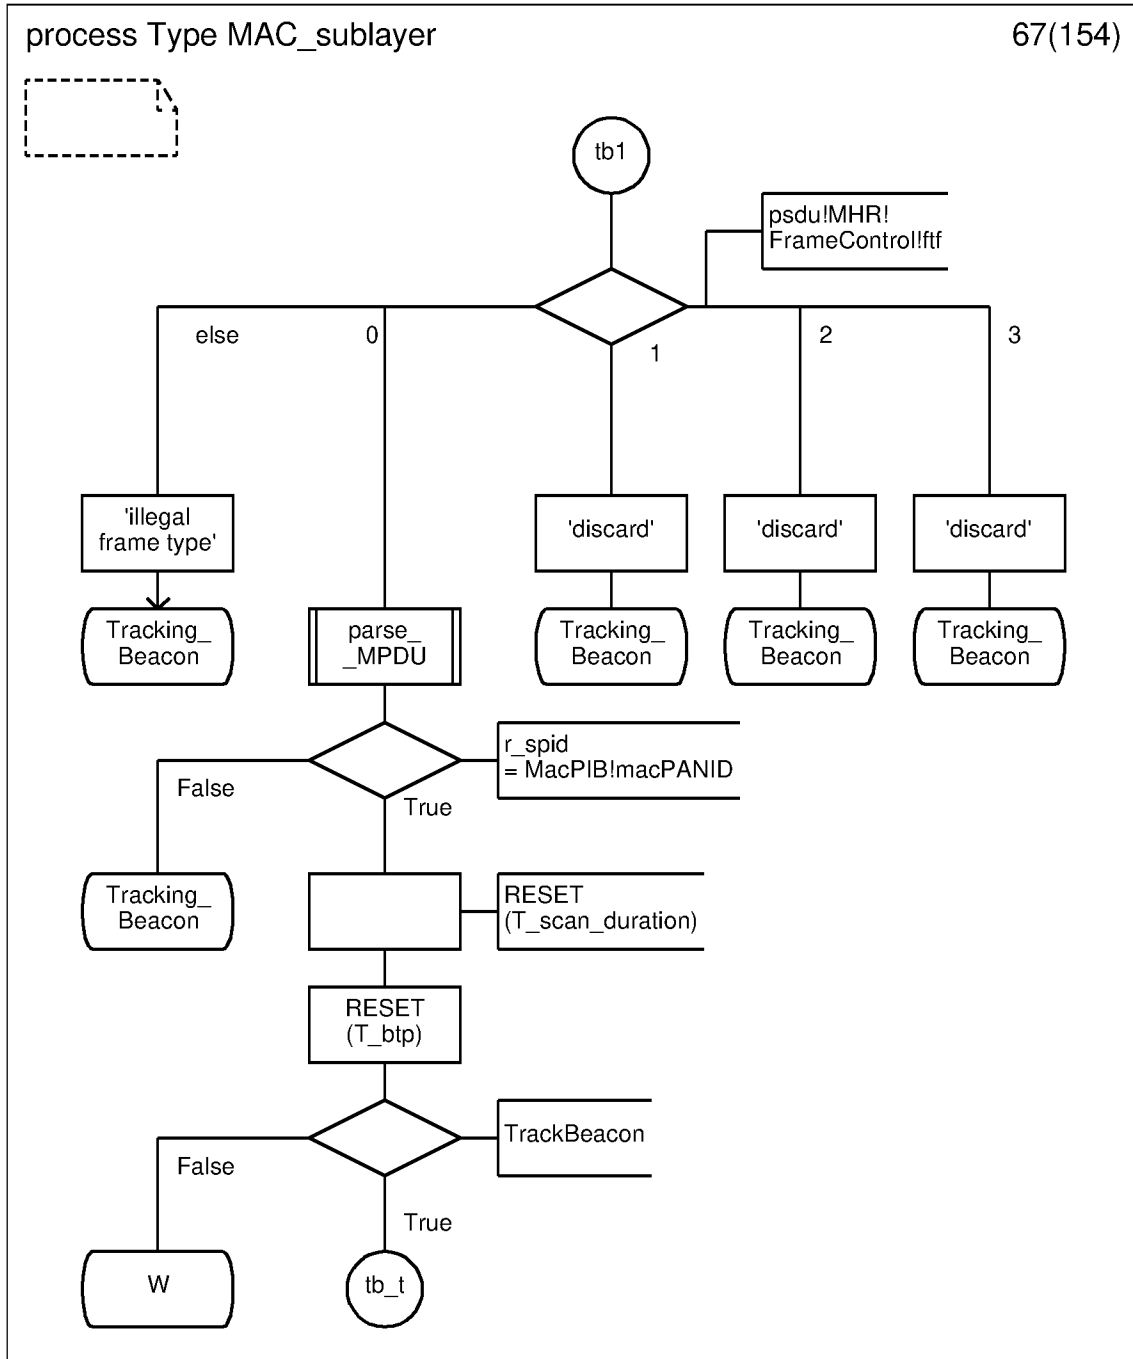 process Type MAC_sublayer
67(154)
tb1
psdu!MHR!
FrameControl!ftf
else
0
1
2
3
'illegal
frame type'
'discard'
'discard'
'discard'
Tracking_
Beacon
parse_
_MPDU
Tracking_
Beacon
Tracking_
Beacon
Tracking_
Beacon
r_spid
= MacPIB!macPANID
False
True
Tracking_
Beacon
RESET
(T_scan_duration)
RESET
(T_btp)
TrackBeacon
False
True
W
tb_t